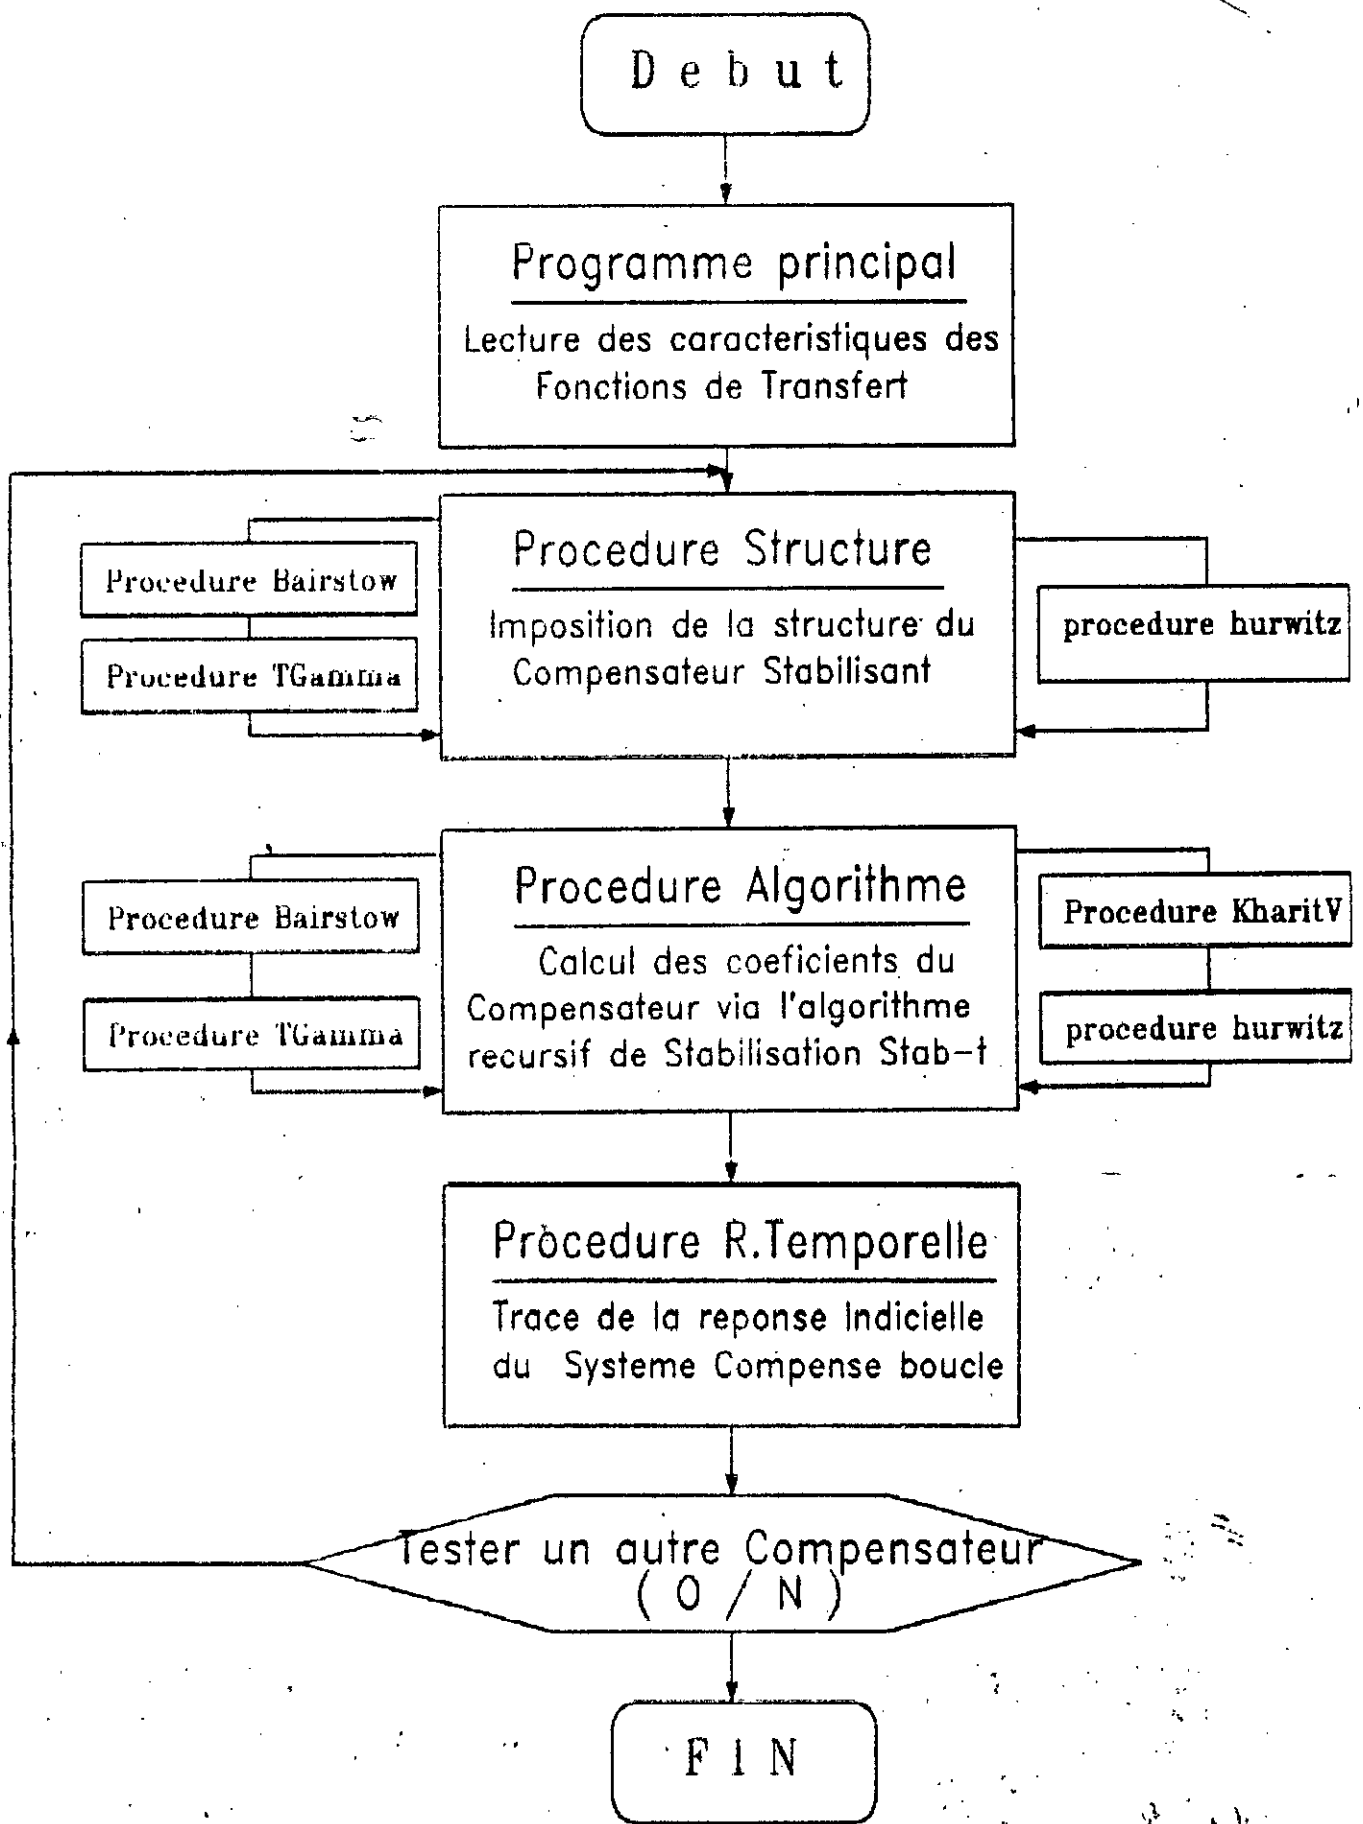 Debut
Programme principal
Lecture des caracteristiques des
Fonctions de Transfert
Procedure Structure
Imposition de la structure du
Compensateur Stabilisant
Procedure Bairstow
Procedure TGamma
procedure hurwitz
Procedure Algorithme
Calcul des coeficients du
Compensateur via l'algorithme
recursif de Stabilisation Stab-t
Procedure Bairstow
Procedure TGamma
Procedure KharitV
procedure hurwitz
Procedure R.Temporelle
Trace de la reponse Indicielle
du Systeme Compense boucle
Tester un autre Compensateur
( O / N )
FIN